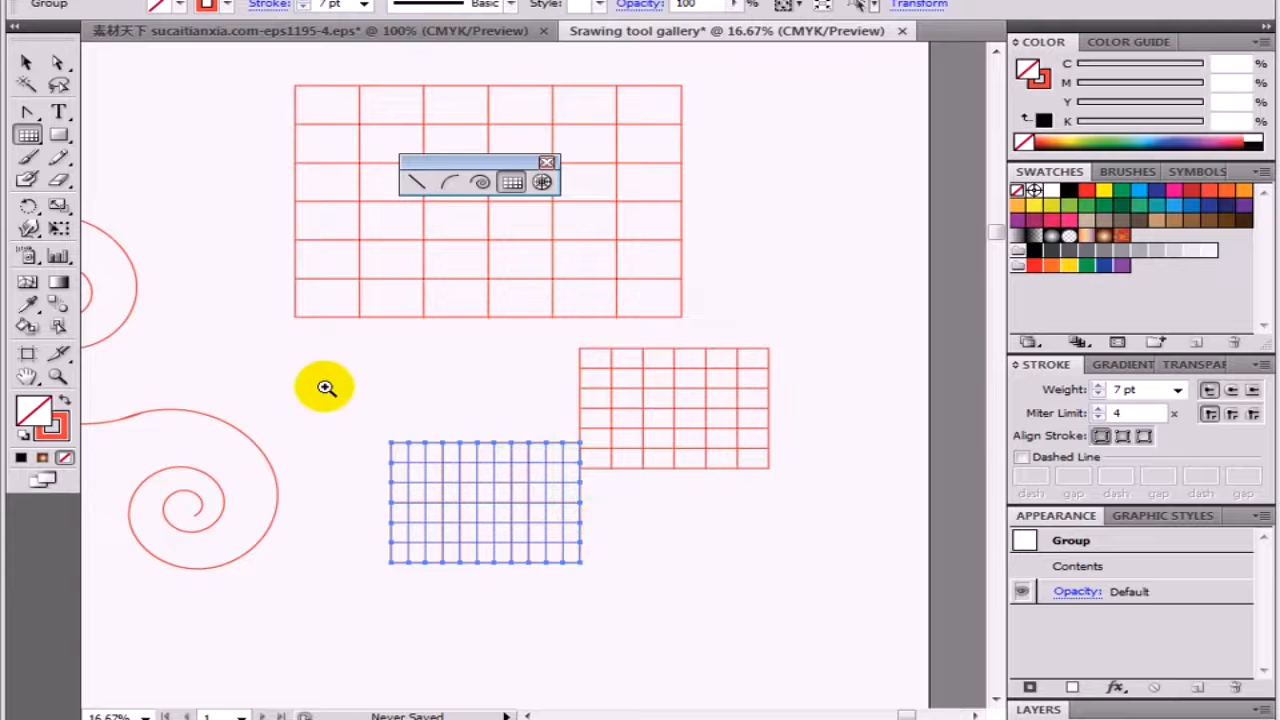 Group Stroke: 7 pt Basic Style: Opacity: 100 % Transform
素材天下 sucaitianxia.com-eps1195-4.eps* @ 100% (CMYK/Preview) Srawing tool gallery* @ 16.67% (CMYK/Preview)
COLOR COLOR GUIDE
C %
M %
Y %
K %
SWATCHES BRUSHES SYMBOLS
STROKE GRADIENT TRANSPAR
Weight: 7 pt
Miter Limit: 4 x
Align Stroke:
Dashed Line
dash gap dash gap dash gap
APPEARANCE GRAPHIC STYLES
Group
Contents
Opacity: Default
fx
LAYERS
16.67% 1 Never Saved